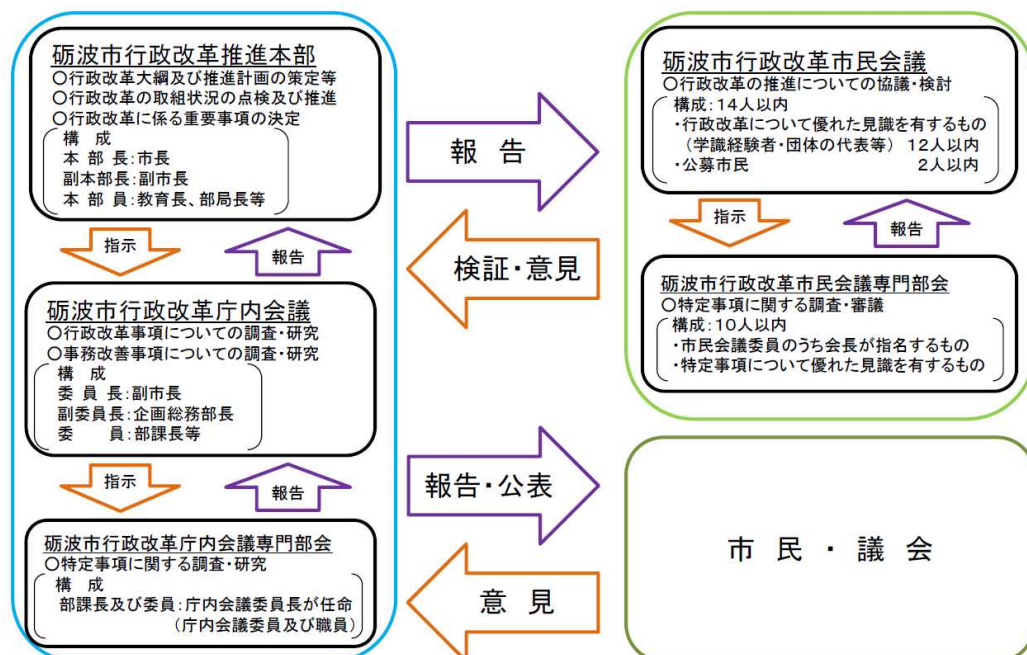 砺波市行政改革推進本部
○行政改革大綱及び推進計画の策定等
○行政改革の取組状況の点検及び推進
○行政改革に係る重要事項の決定
構　成
本 部 長：市長
副本部長：副市長
本 部 員：教育長、部局長等
指示
報告
砺波市行政改革庁内会議
○行政改革事項についての調査・研究
○事務改善事項についての調査・研究
構　成
委 員 長：副市長
副委員長：企画総務部長
委　　員：部課長等
指示
報告
砺波市行政改革庁内会議専門部会
○特定事項に関する調査・研究
構　成
部課長及び委員：庁内会議委員長が任命
（庁内会議委員及び職員）
報　告
検証・意見
報告・公表
意　見
砺波市行政改革市民会議
○行政改革の推進についての協議・検討
構成：14人以内
・行政改革について優れた見識を有するもの
（学識経験者・団体の代表等） 12人以内
・公募市民　2人以内
指示
報告
砺波市行政改革市民会議専門部会
○特定事項に関する調査・審議
構成：10人以内
・市民会議委員のうち会長が指名するもの
・特定事項について優れた見識を有するもの
市 民 ・ 議 会